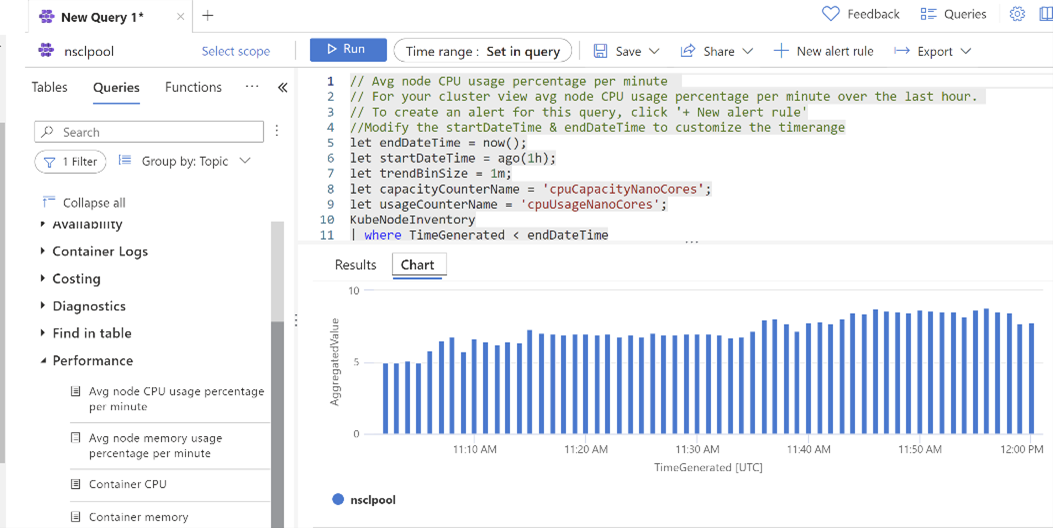 New Query 1*
Feedback
Queries
nsclpool
Select scope
Run
Time range : Set in query
Save
Share
New alert rule
Export
Tables
Queries
Functions
Search
1 Filter
Group by: Topic
Collapse all
Availability
Container Logs
Costing
Diagnostics
Find in table
Performance
Avg node CPU usage percentage
per minute
Avg node memory usage
percentage per minute
Container CPU
Container memory
1 // Avg node CPU usage percentage per minute
2 // For your cluster view avg node CPU usage percentage per minute over the last hour.
3 // To create an alert for this query, click '+ New alert rule'
4 //Modify the startDateTime & endDateTime to customize the timerange
5 let endDateTime = now();
6 let startDateTime = ago(1h);
7 let trendBinSize = 1m;
8 let capacityCounterName = 'cpuCapacityNanoCores';
9 let usageCounterName = 'cpuUsageNanoCores';
10 KubeNodeInventory
11 | where TimeGenerated < endDateTime
Results
Chart
10
5
0
AggregatedValue
11:10 AM
11:20 AM
11:30 AM
11:40 AM
11:50 AM
12:00 PM
TimeGenerated [UTC]
nsclpool